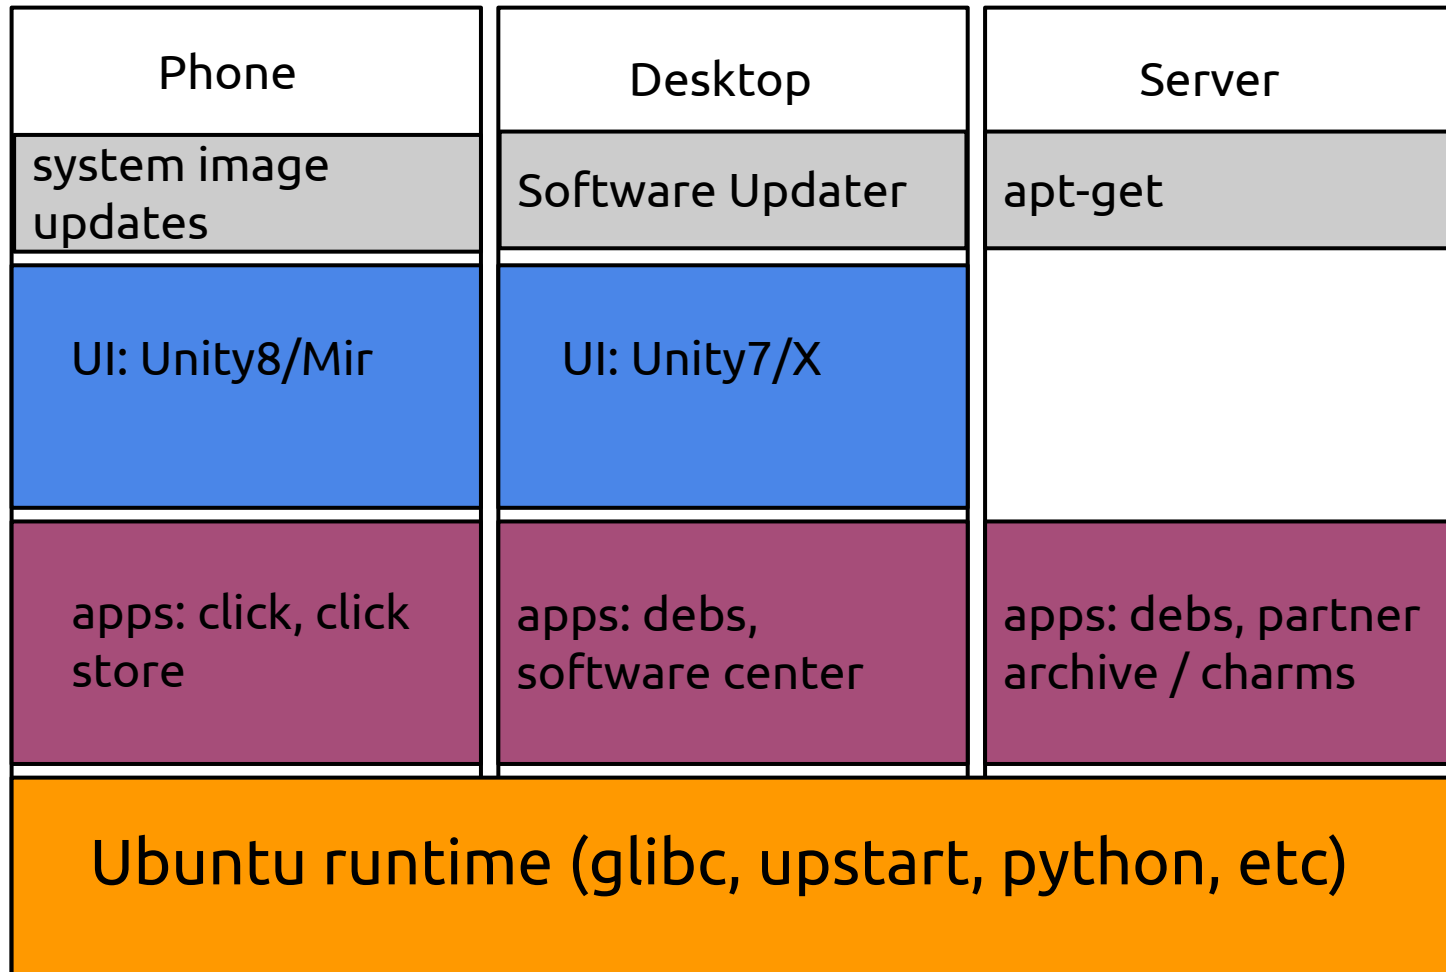 Phone
Desktop
Server
system image
updates
Software Updater
apt-get
UI: Unity8/Mir
UI: Unity7/X
apps: click, click
store
apps: debs,
software center
apps: debs, partner
archive / charms
Ubuntu runtime (glibc, upstart, python, etc)